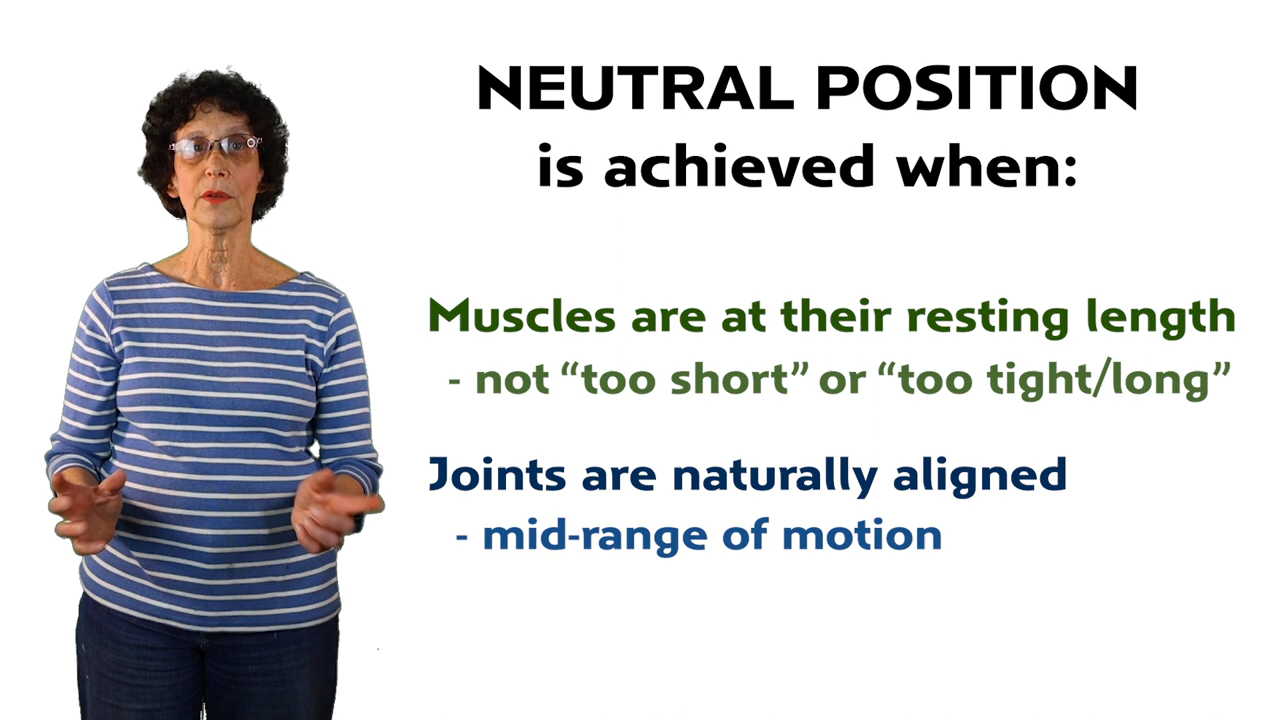 NEUTRAL POSITION
is achieved when:
Muscles are at their resting length
- not “too short” or “too tight/long”
Joints are naturally aligned
- mid-range of motion